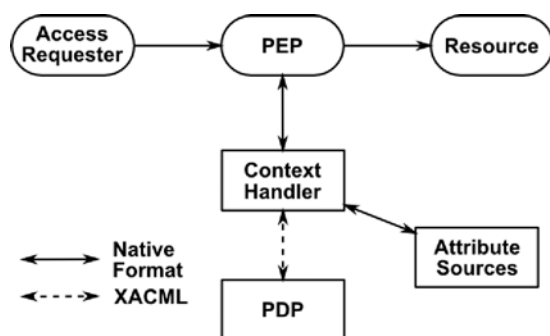 Access
Requester
PEP
Resource
Context
Handler
Native
Format
XACML
Attribute
Sources
PDP